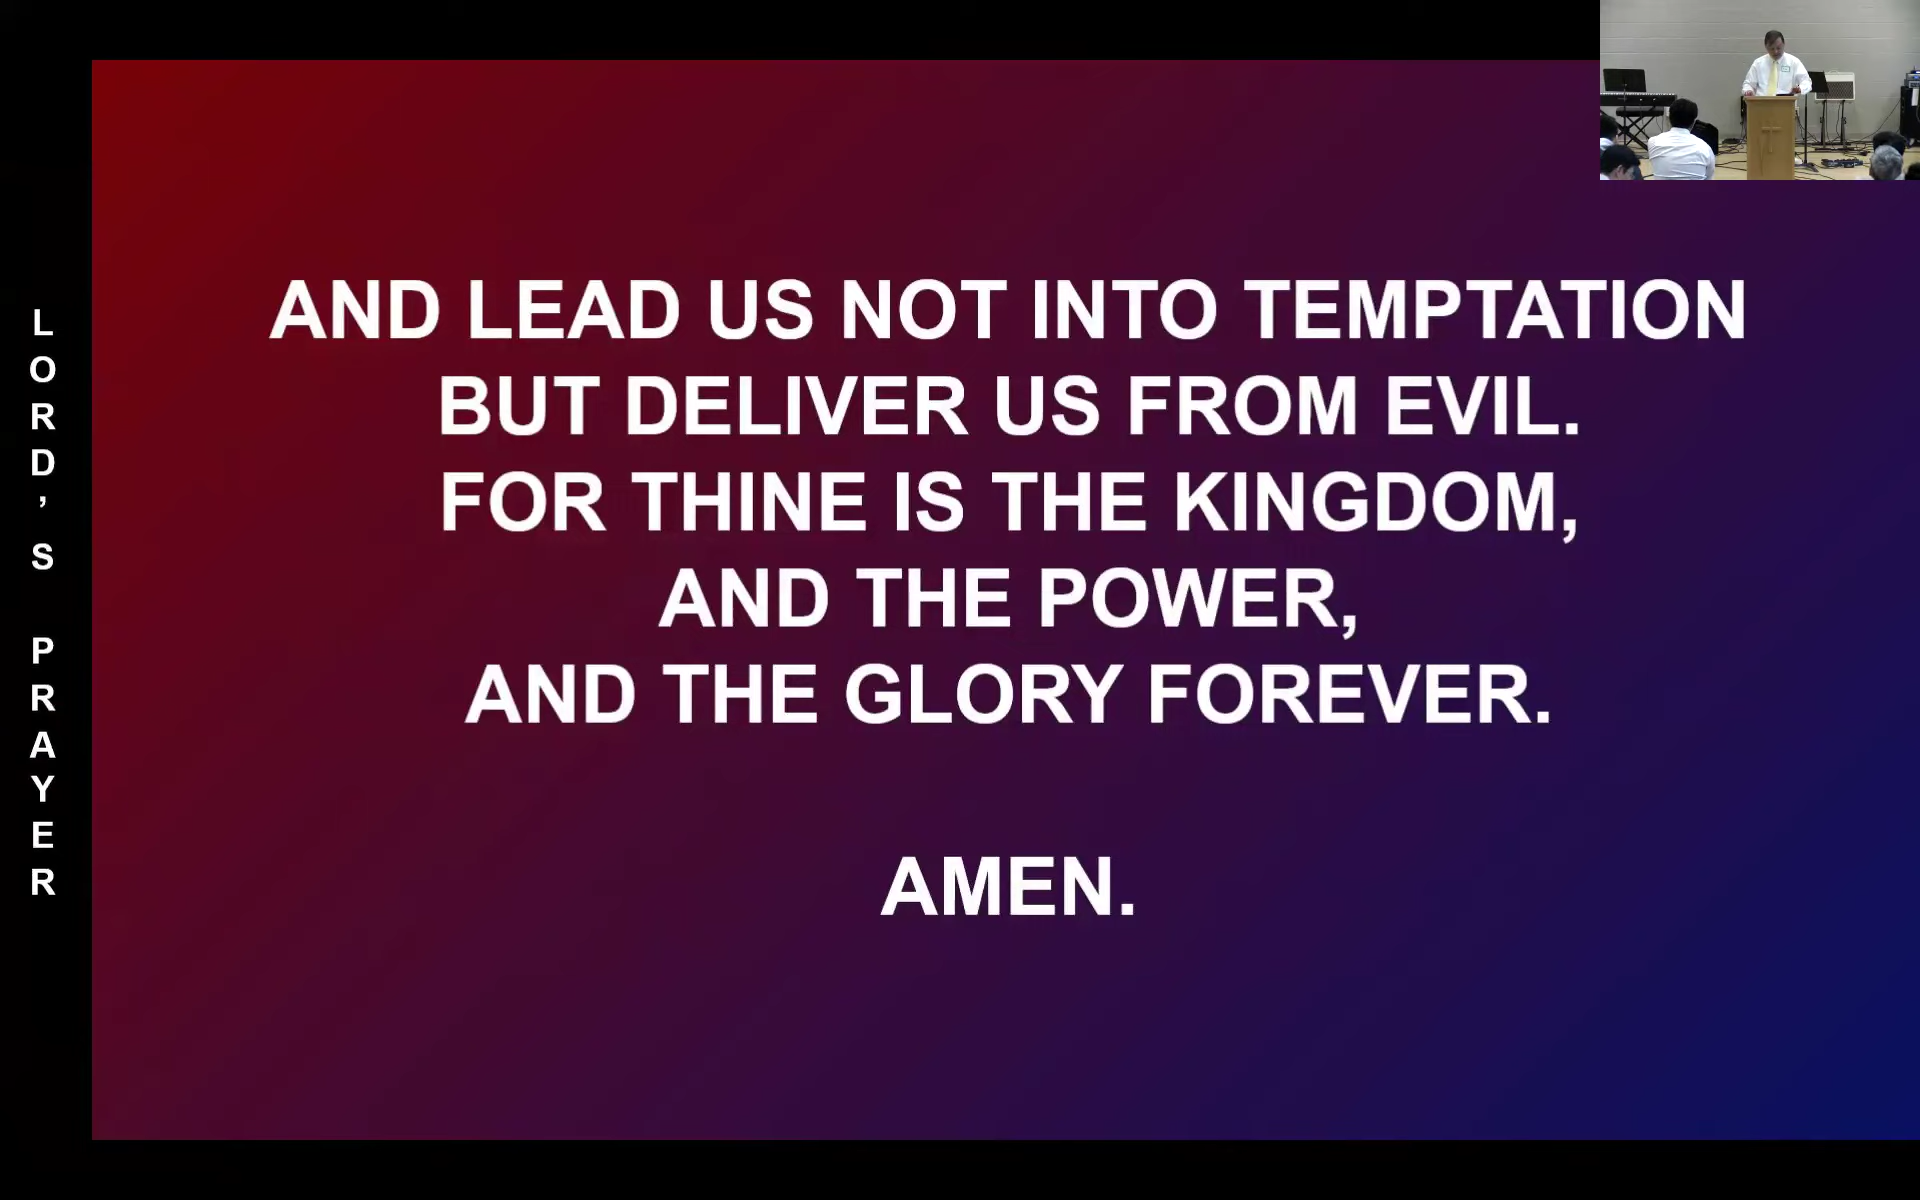 LORD’S PRAYER
AND LEAD US NOT INTO TEMPTATION
BUT DELIVER US FROM EVIL.
FOR THINE IS THE KINGDOM,
AND THE POWER,
AND THE GLORY FOREVER.
AMEN.